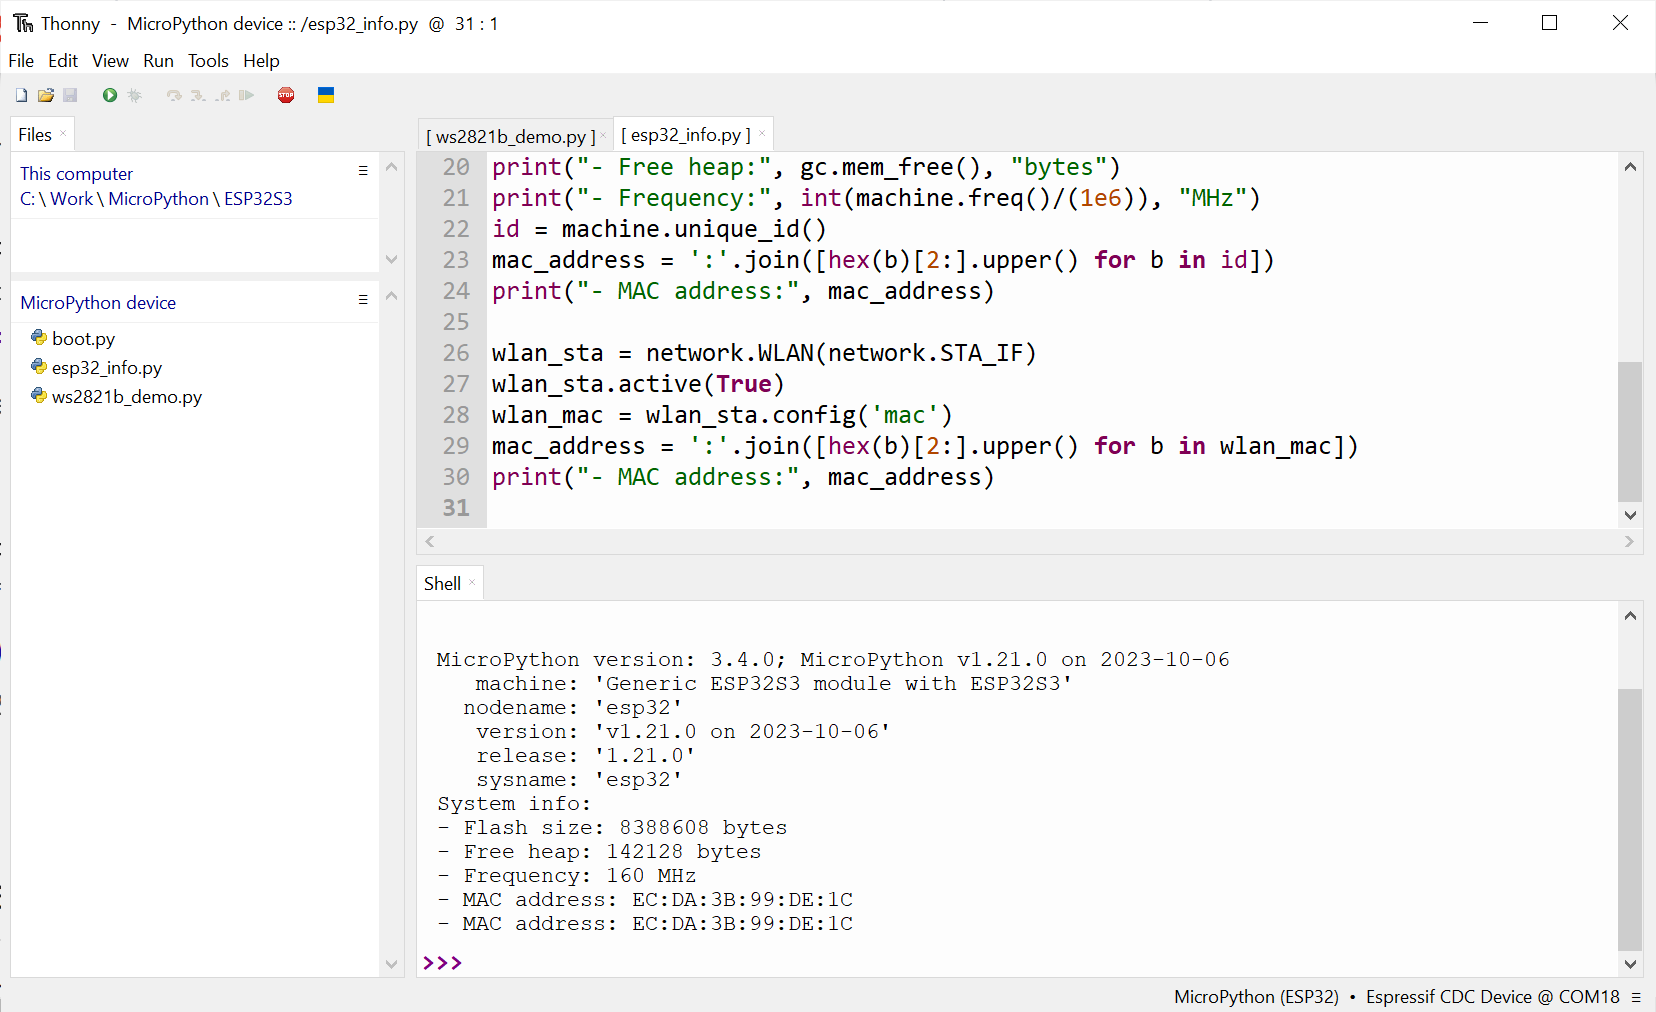 Thonny - MicroPython device :: /esp32_info.py @ 31 : 1
File Edit View Run Tools Help
STOP
Files ×
This computer ≡
C: \ Work \ MicroPython \ ESP32S3
MicroPython device ≡
boot.py
esp32_info.py
ws2821b_demo.py
[ ws2821b_demo.py ] × [ esp32_info.py ] ×
20 print("- Free heap:", gc.mem_free(), "bytes")
21 print("- Frequency:", int(machine.freq()/(1e6)), "MHz")
22 id = machine.unique_id()
23 mac_address = ':'.join([hex(b)[2:].upper() for b in id])
24 print("- MAC address:", mac_address)
25
26 wlan_sta = network.WLAN(network.STA_IF)
27 wlan_sta.active(True)
28 wlan_mac = wlan_sta.config('mac')
29 mac_address = ':'.join([hex(b)[2:].upper() for b in wlan_mac])
30 print("- MAC address:", mac_address)
31
Shell ×
MicroPython version: 3.4.0; MicroPython v1.21.0 on 2023-10-06
machine: 'Generic ESP32S3 module with ESP32S3'
nodename: 'esp32'
version: 'v1.21.0 on 2023-10-06'
release: '1.21.0'
sysname: 'esp32'
System info:
- Flash size: 8388608 bytes
- Free heap: 142128 bytes
- Frequency: 160 MHz
- MAC address: EC:DA:3B:99:DE:1C
- MAC address: EC:DA:3B:99:DE:1C
>>>
MicroPython (ESP32) • Espressif CDC Device @ COM18 ≡